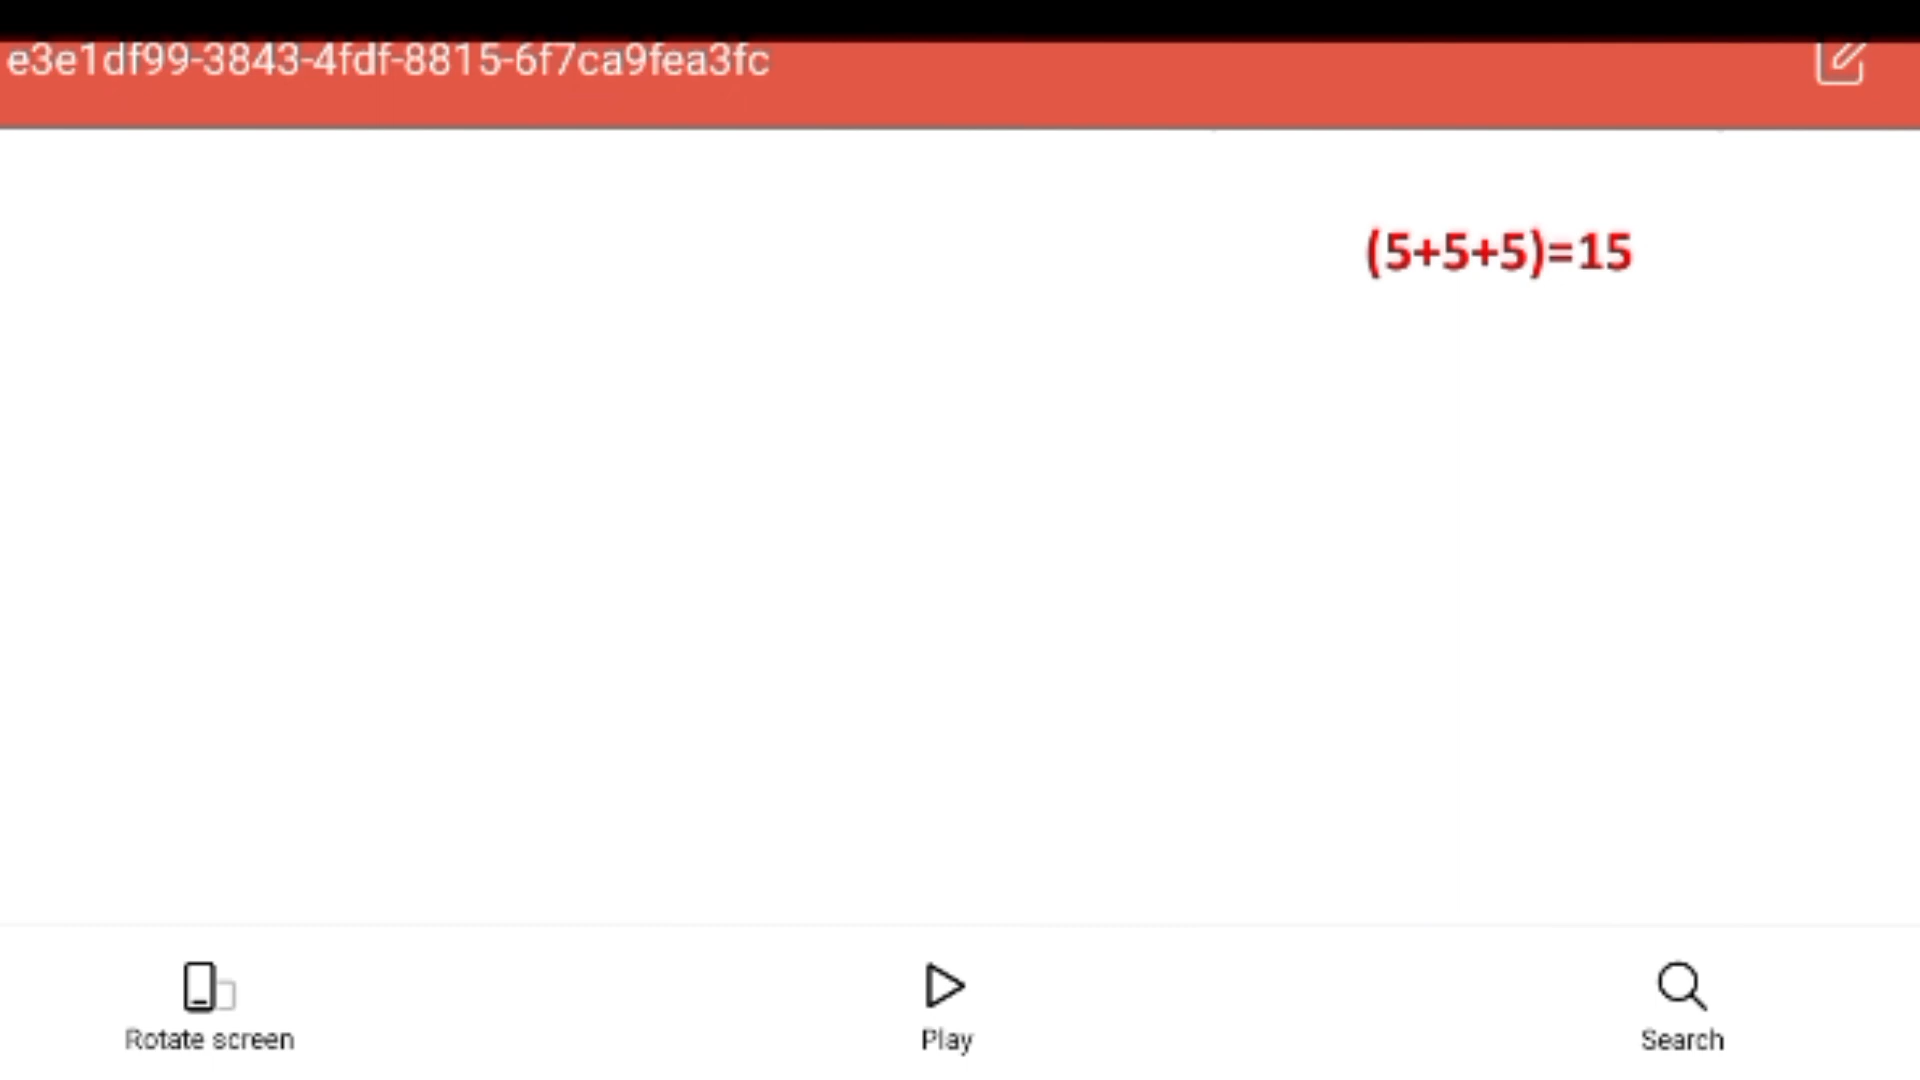 e3e1df99-3843-4fdf-8815-6f7ca9fea3fc
(5+5+5)=15
Rotate screen
Play
Search